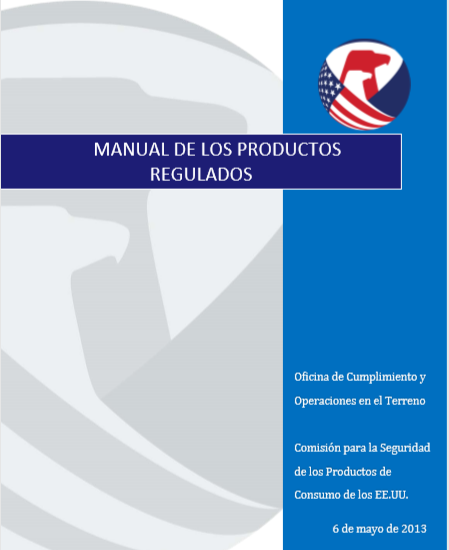 MANUAL DE LOS PRODUCTOS
REGULADOS
Oficina de Cumplimiento y
Operaciones en el Terreno
Comisión para la Seguridad
de los Productos de
Consumo de los EE.UU.
6 de mayo de 2013